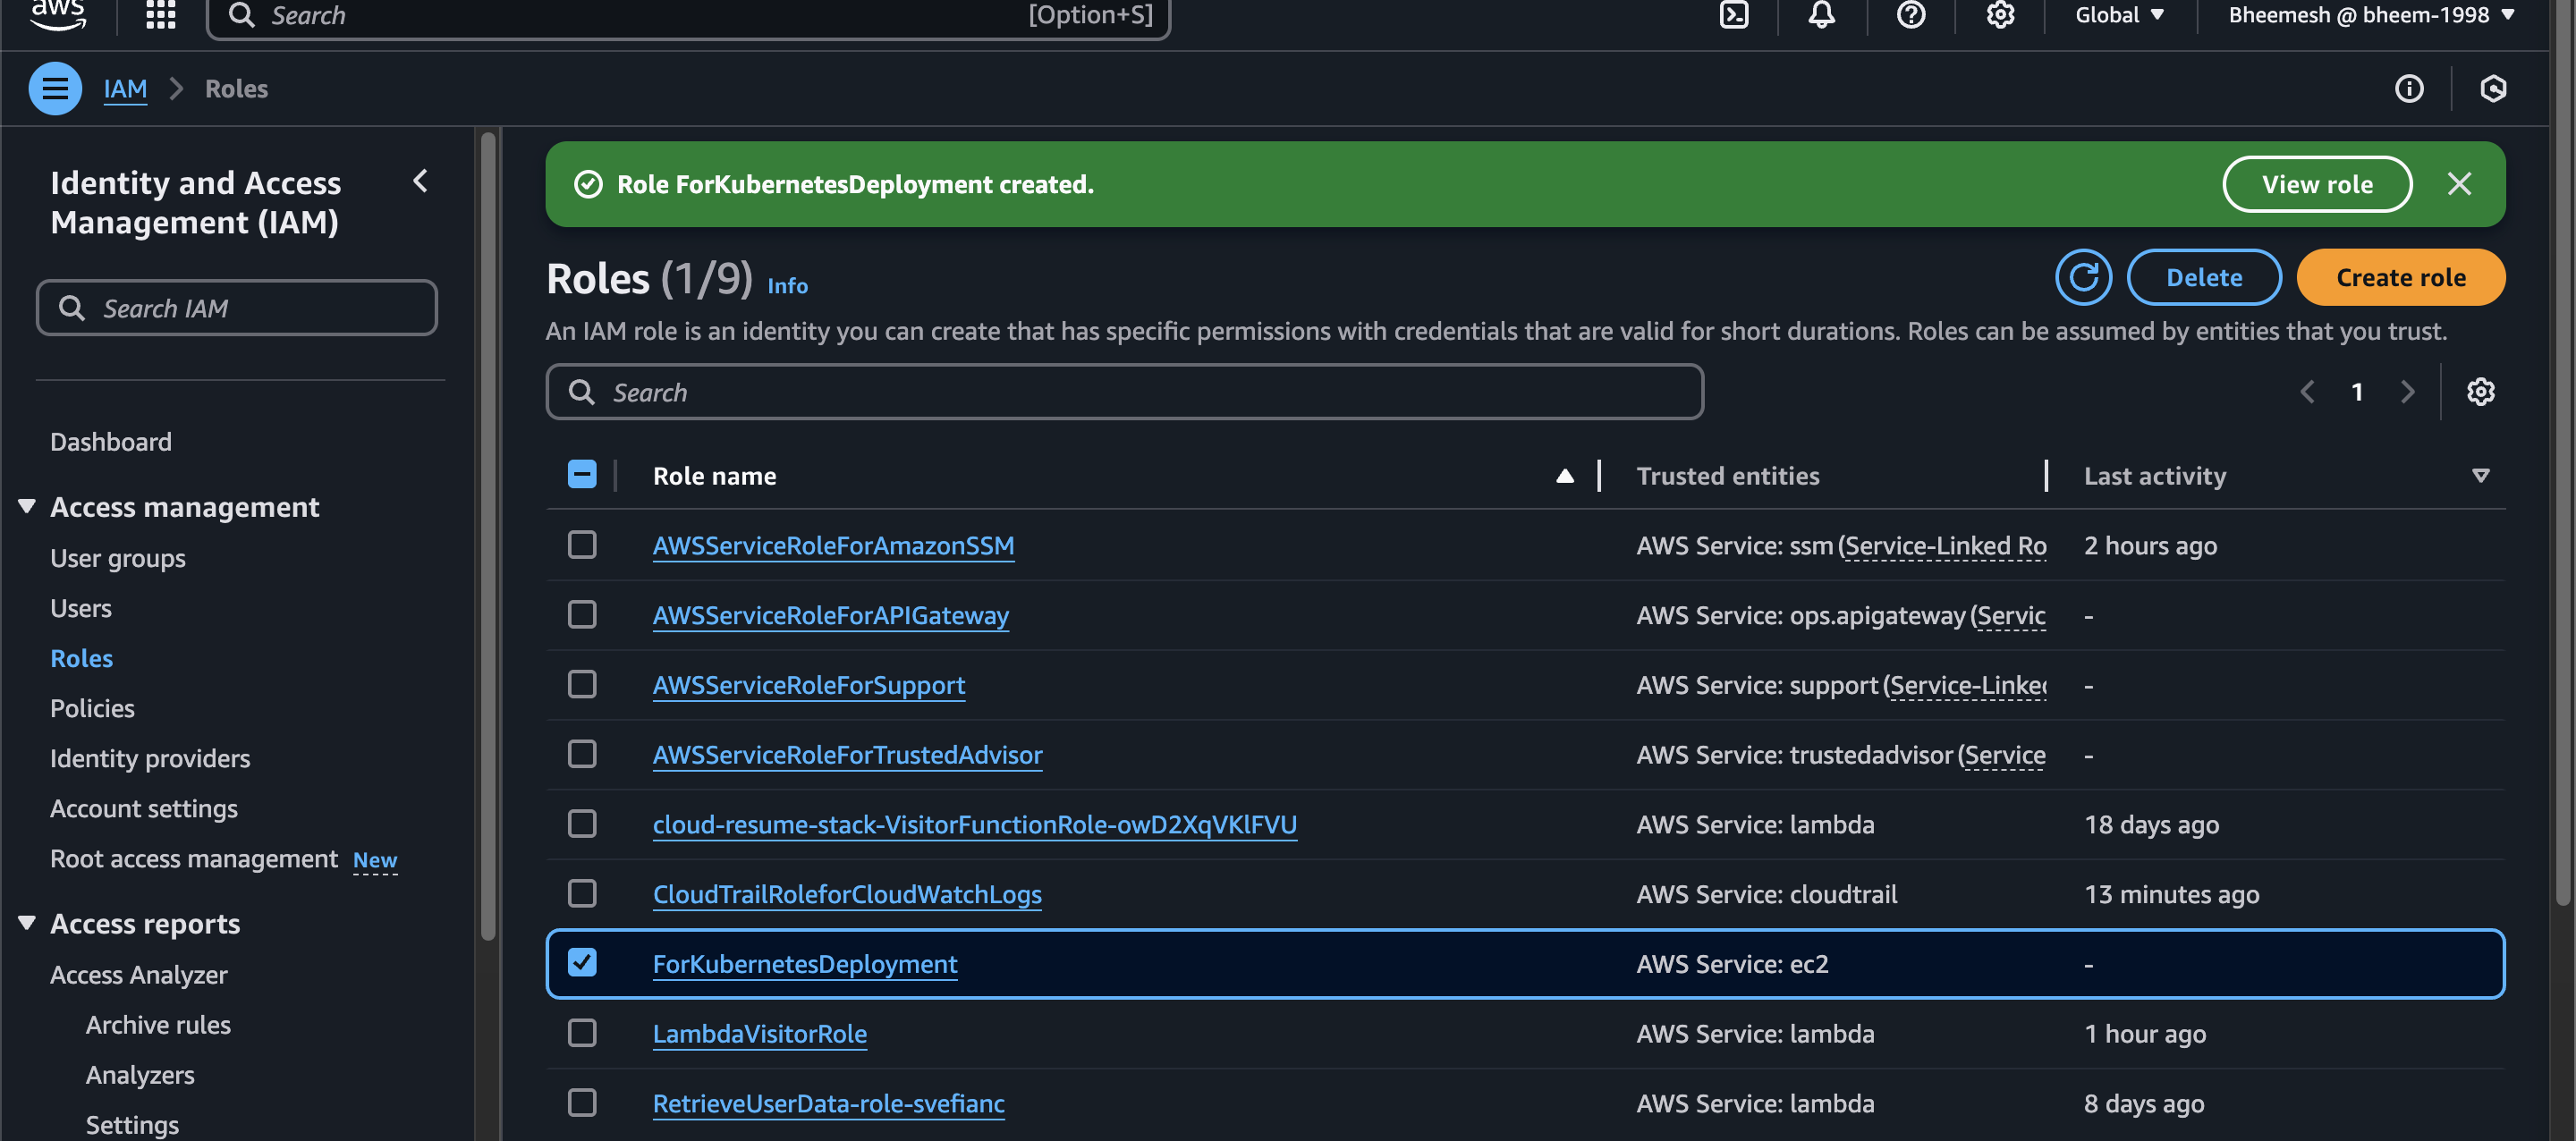 aws
Search
[Option+S]
Global
Bheemesh @ bheem-1998
IAM
Roles
Identity and Access
Management (IAM)
Search IAM
Dashboard
Access management
User groups
Users
Roles
Policies
Identity providers
Account settings
Root access management New
Access reports
Access Analyzer
Archive rules
Analyzers
Settings
Role ForKubernetesDeployment created.
View role
Roles (1/9) Info
Delete
Create role
An IAM role is an identity you can create that has specific permissions with credentials that are valid for short durations. Roles can be assumed by entities that you trust.
Search
1
Role name Trusted entities Last activity
AWSServiceRoleForAmazonSSM AWS Service: ssm (Service-Linked Ro 2 hours ago
AWSServiceRoleForAPIGateway AWS Service: ops.apigateway (Servic -
AWSServiceRoleForSupport AWS Service: support (Service-Linked -
AWSServiceRoleForTrustedAdvisor AWS Service: trustedadvisor (Service -
cloud-resume-stack-VisitorFunctionRole-owD2XqVKlFVU AWS Service: lambda 18 days ago
CloudTrailRoleforCloudWatchLogs AWS Service: cloudtrail 13 minutes ago
ForKubernetesDeployment AWS Service: ec2 -
LambdaVisitorRole AWS Service: lambda 1 hour ago
RetrieveUserData-role-svefianc AWS Service: lambda 8 days ago